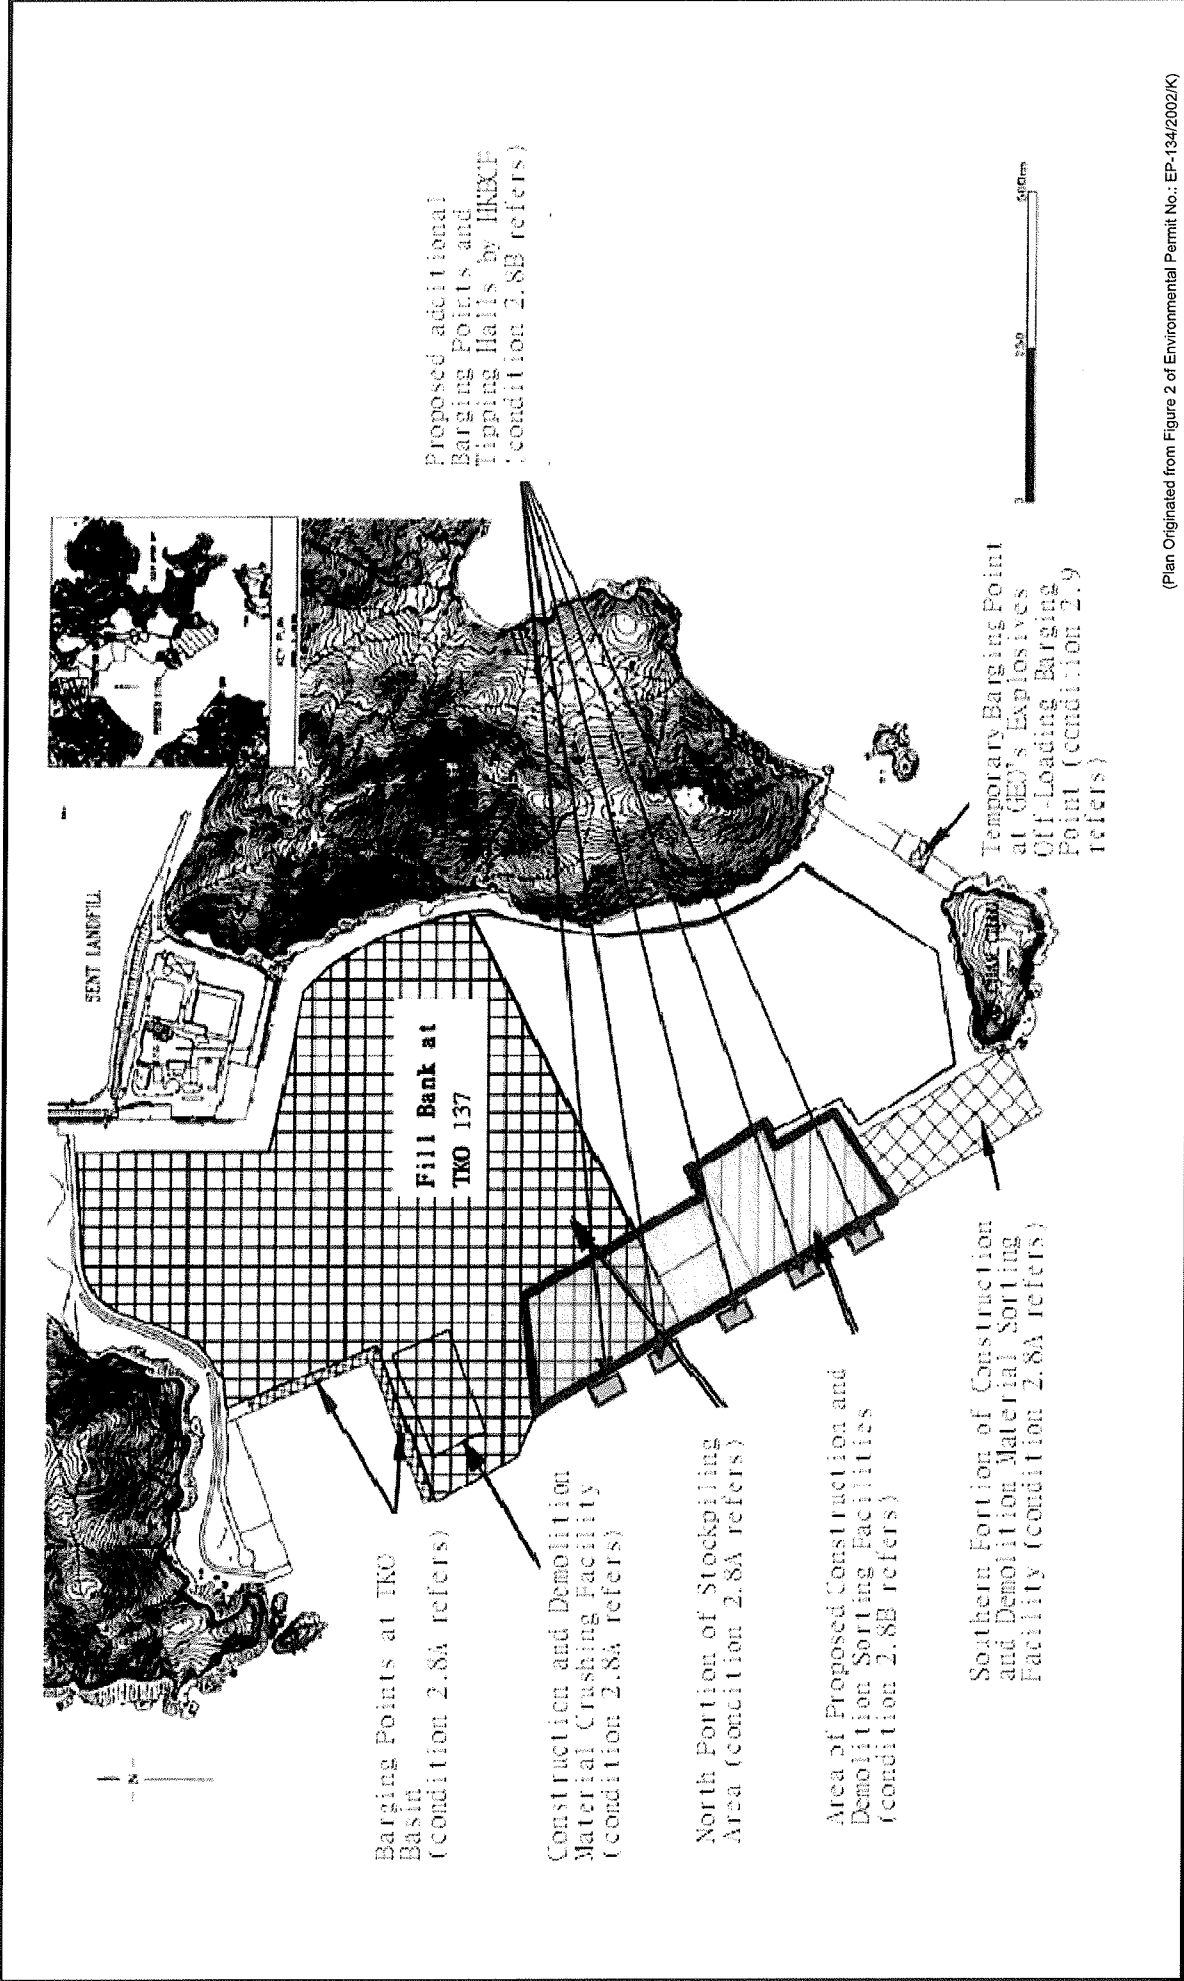 SENT LANDFILL
KEY PLAN
Proposed additional
Barging Points and
Tipping Halls by HKBCF
(condition 2.8B refers)
Fill Bank at
TKO 137
Barging Points at TKO
Basin
(condition 2.8A refers)
Construction and Demolition
Material Crushing Facility
(condition 2.8A refers)
North Portion of Stockpiling
Area (condition 2.8A refers)
Area of Proposed Construction and
Demolition Sorting Facilities
(condition 2.8B refers)
Southern Portion of Construction
and Demolition Material Sorting
Facility (condition 2.8A refers)
Temporary Barging Point
at GEO's Explosives
Off-Loading Barging
Point (condition 2.9
refers)
N
0 250 500m
(Plan Originated from Figure 2 of Environmental Permit No.: EP-134/2002/K)